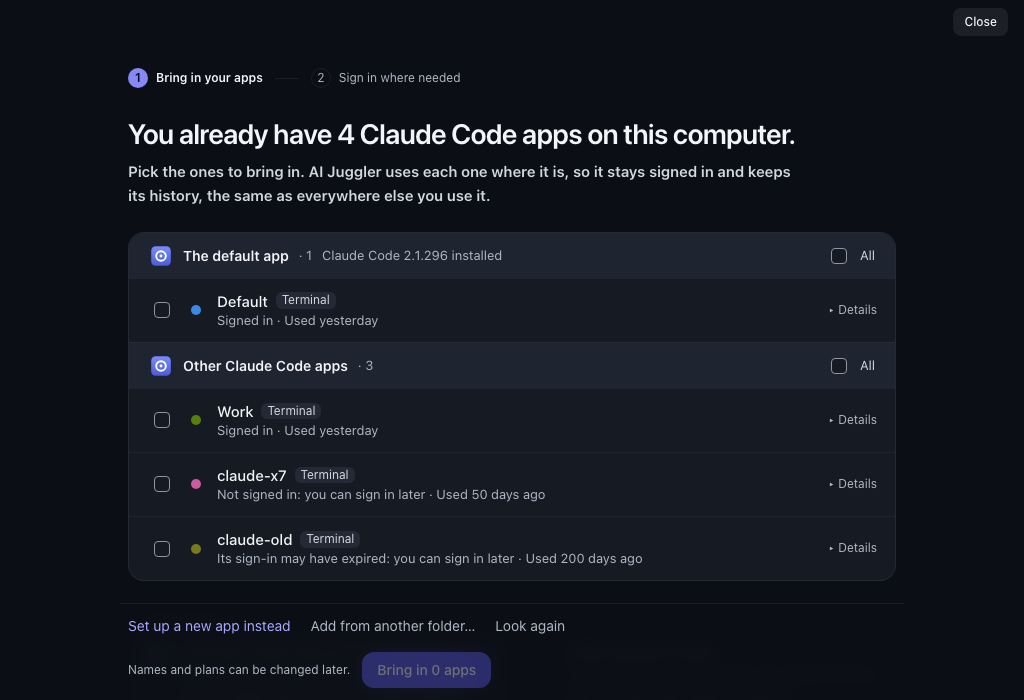 Close
1 Bring in your apps 2 Sign in where needed
You already have 4 Claude Code apps on this computer.
Pick the ones to bring in. AI Juggler uses each one where it is, so it stays signed in and keeps
its history, the same as everywhere else you use it.
The default app · 1 Claude Code 2.1.296 installed All
Default Terminal
Signed in · Used yesterday
Details
Other Claude Code apps · 3 All
Work Terminal
Signed in · Used yesterday
Details
claude-x7 Terminal
Not signed in: you can sign in later · Used 50 days ago
Details
claude-old Terminal
Its sign-in may have expired: you can sign in later · Used 200 days ago
Details
Set up a new app instead Add from another folder... Look again
Names and plans can be changed later. Bring in 0 apps